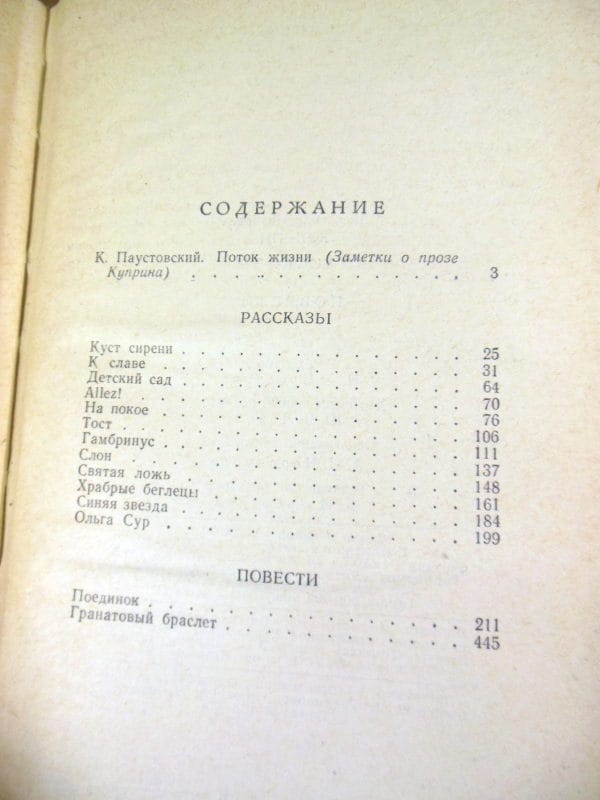 СОДЕРЖАНИЕ
К. Паустовский. Поток жизни (Заметки о прозе
Куприна) . . . . . . . . . . . . . 3
РАССКАЗЫ
Куст сирени . . . . . . . . . . . . . 25
К славе . . . . . . . . . . . . . 31
Детский сад . . . . . . . . . . . . . 64
Allez! . . . . . . . . . . . . . 70
На покое . . . . . . . . . . . . . 76
Тост . . . . . . . . . . . . . 106
Гамбринус . . . . . . . . . . . . . 111
Слон . . . . . . . . . . . . . 137
Святая ложь . . . . . . . . . . . . . 148
Храбрые беглецы . . . . . . . . . . . . . 161
Синяя звезда . . . . . . . . . . . . . 184
Ольга Сур . . . . . . . . . . . . . 199
ПОВЕСТИ
Поединок . . . . . . . . . . . . . 211
Гранатовый браслет . . . . . . . . . . . . . 445